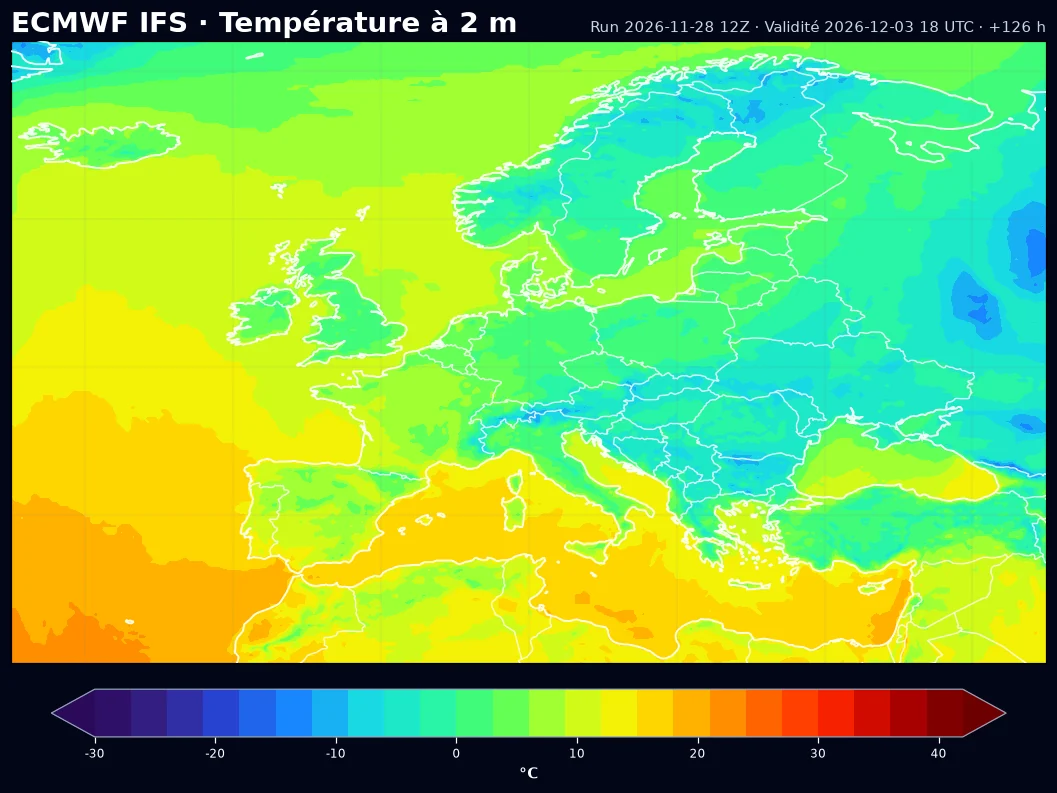 ECMWF IFS · Température à 2 m
Run 2026-11-28 12Z · Validité 2026-12-03 18 UTC · +126 h
-30 -20 -10 0 10 20 30 40
°C